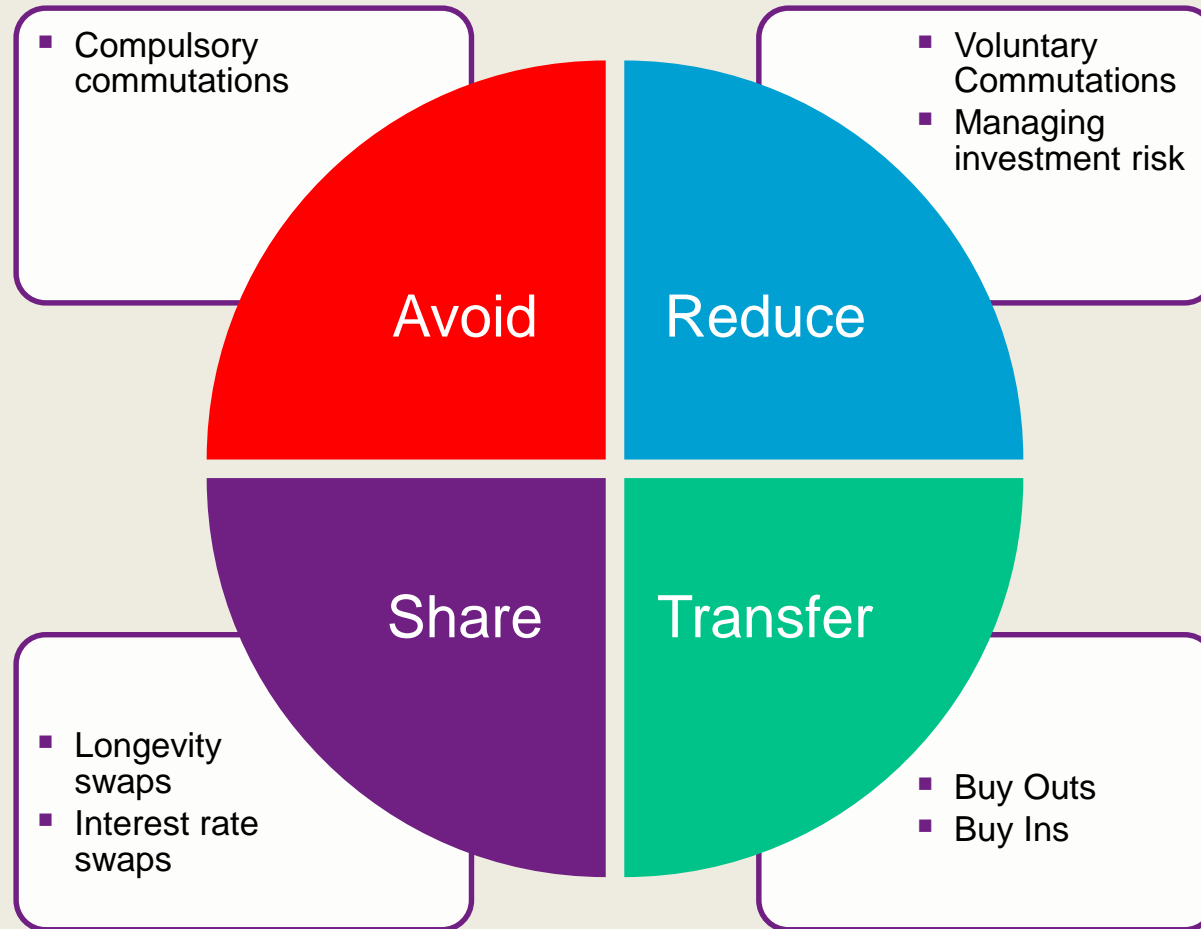 ▪ Compulsory
commutations
▪ Voluntary
Commutations
▪ Managing
investment risk
Avoid
Reduce
Share
Transfer
▪ Longevity
swaps
▪ Interest rate
swaps
▪ Buy Outs
▪ Buy Ins